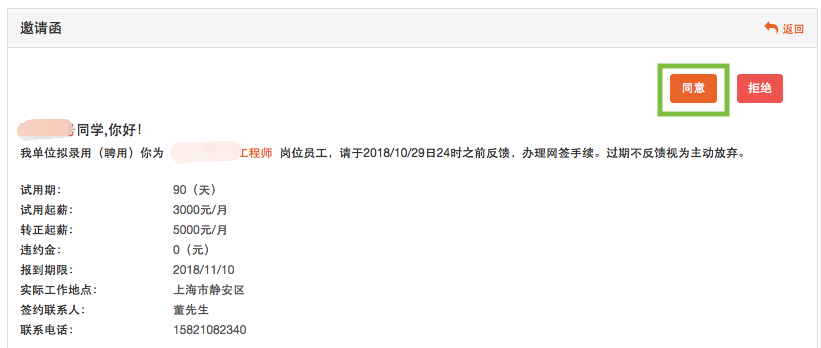 邀请函
返回
同意 拒绝
同学,你好!
我单位拟录用(聘用)你为 工程师 岗位员工,请于2018/10/29日24时之前反馈,办理网签手续。过期不反馈视为主动放弃。
试用期: 90(天)
试用起薪: 3000元/月
转正起薪: 5000元/月
违约金: 0(元)
报到期限: 2018/11/10
实际工作地点: 上海市静安区
签约联系人: 董先生
联系电话: 15821082340